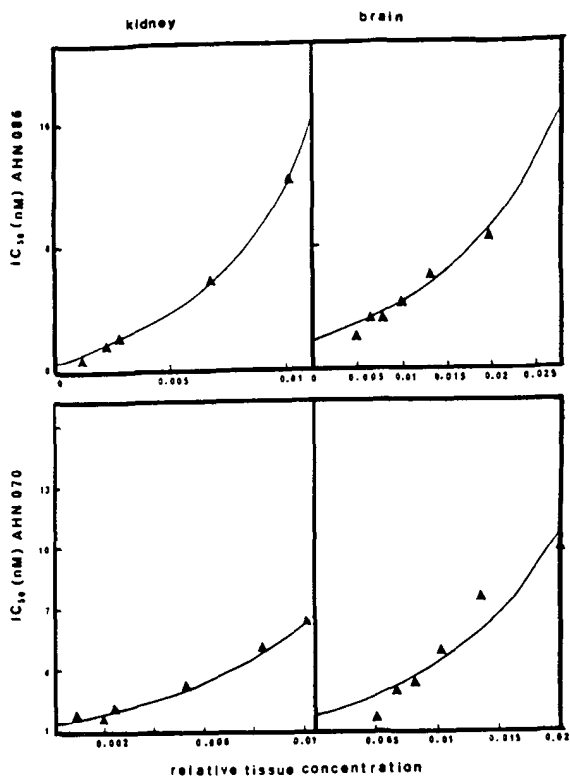 kidney brain
IC₅₀ (nM) AHN 086
0
0 0.005 0.01 0 0.005 0.01 0.015 0.02 0.025
IC₅₀ (nM) AHN 070
13
10
7
4
1
0.002 0.006 0.01 0.005 0.01 0.015 0.02
relative tissue concentration